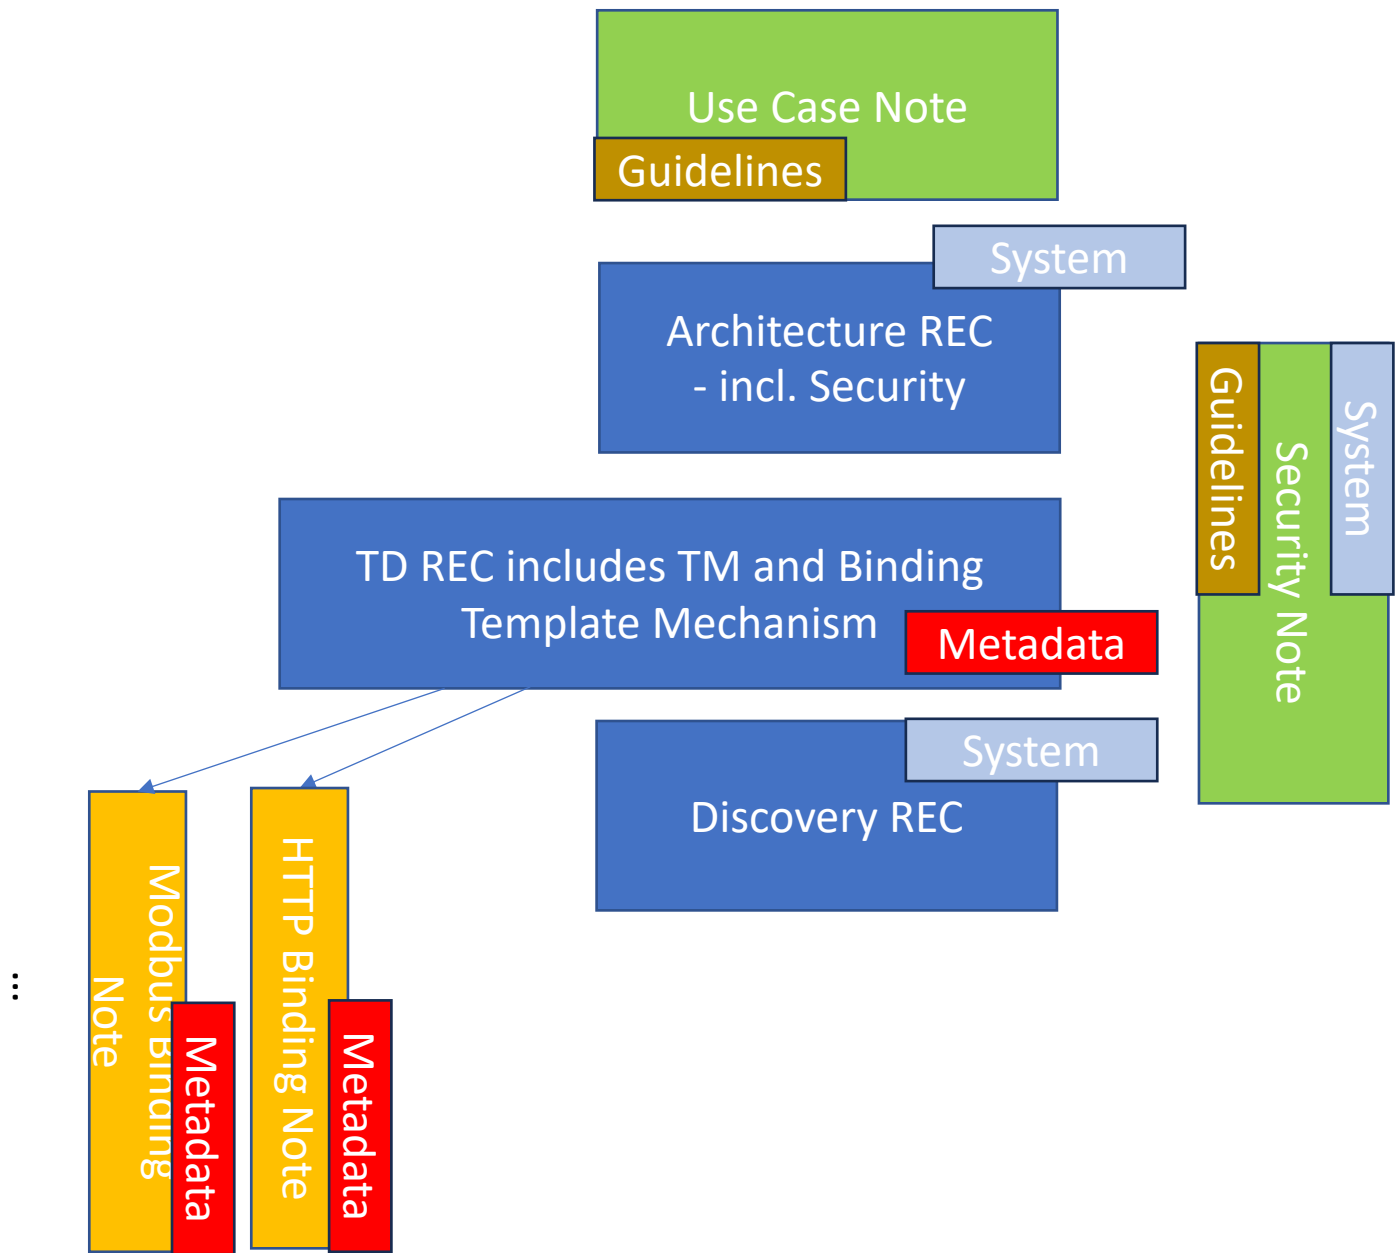 Use Case Note
Guidelines
System
Architecture REC
- incl. Security
Guidelines
Security Note
System
TD REC includes TM and Binding
Template Mechanism
Metadata
System
Discovery REC
...
Modbus Binding
Note
Metadata
HTTP Binding Note
Metadata